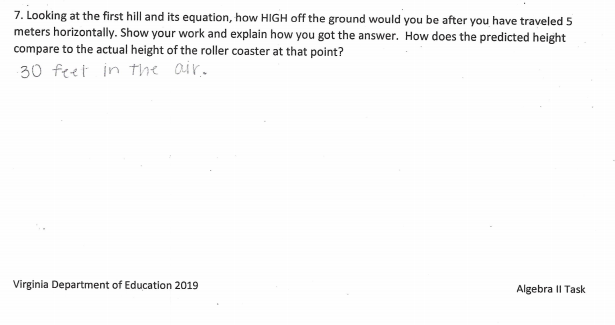 7. Looking at the first hill and its equation, how HIGH off the ground would you be after you have traveled 5
meters horizontally. Show your work and explain how you got the answer. How does the predicted height
compare to the actual height of the roller coaster at that point?
30 feet in the air.
Virginia Department of Education 2019
Algebra II Task